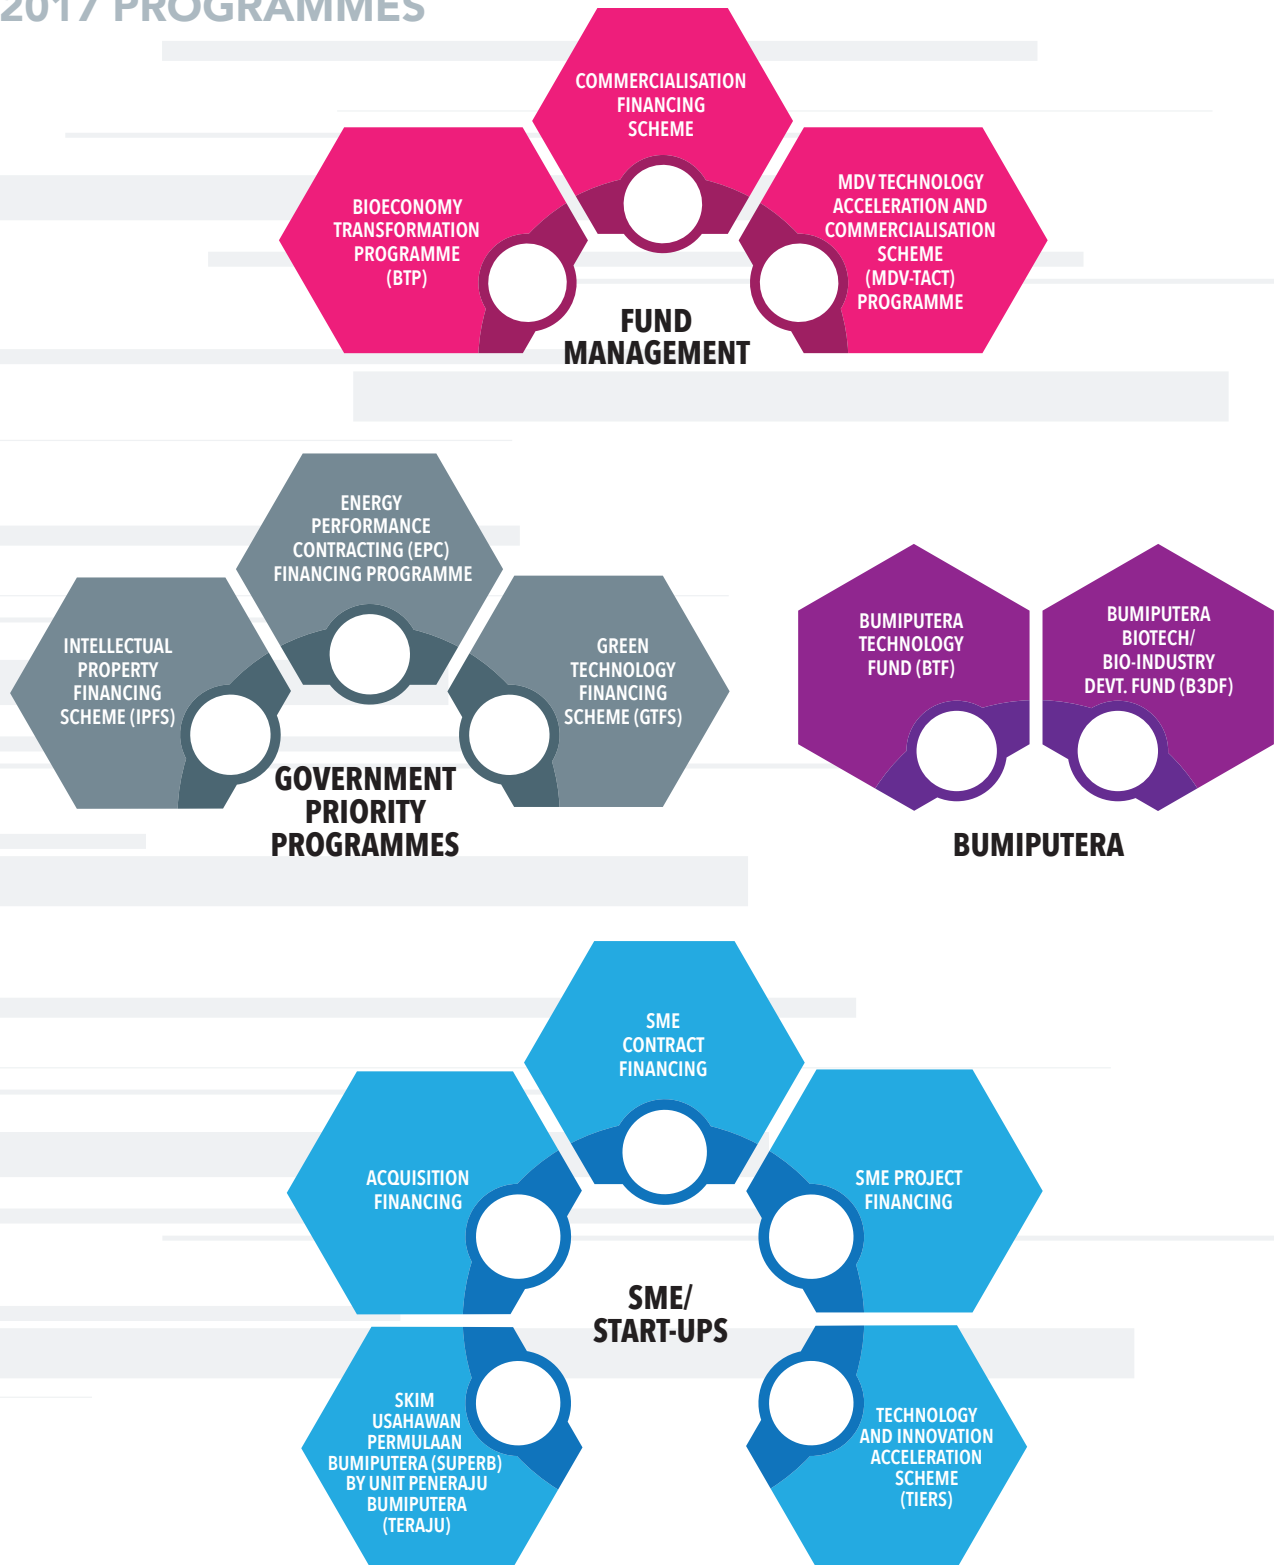 2017 PROGRAMMES
COMMERCIALISATION
FINANCING
SCHEME
BIOECONOMY
TRANSFORMATION
PROGRAMME
(BTP)
MDV TECHNOLOGY
ACCELERATION AND
COMMERCIALISATION
SCHEME
(MDV-TACT)
PROGRAMME
FUND
MANAGEMENT
ENERGY
PERFORMANCE
CONTRACTING (EPC)
FINANCING PROGRAMME
INTELLECTUAL
PROPERTY
FINANCING
SCHEME (IPFS)
GREEN
TECHNOLOGY
FINANCING
SCHEME (GTFS)
GOVERNMENT
PRIORITY
PROGRAMMES
BUMIPUTERA
TECHNOLOGY
FUND (BTF)
BUMIPUTERA
BIOTECH/
BIO-INDUSTRY
DEVT. FUND (B3DF)
BUMIPUTERA
SME
CONTRACT
FINANCING
ACQUISITION
FINANCING
SME PROJECT
FINANCING
SME/
START-UPS
SKIM
USAHAWAN
PERMULAAN
BUMIPUTERA (SUPERB)
BY UNIT PENERAJU
BUMIPUTERA
(TERAJU)
TECHNOLOGY
AND INNOVATION
ACCELERATION
SCHEME
(TIERS)